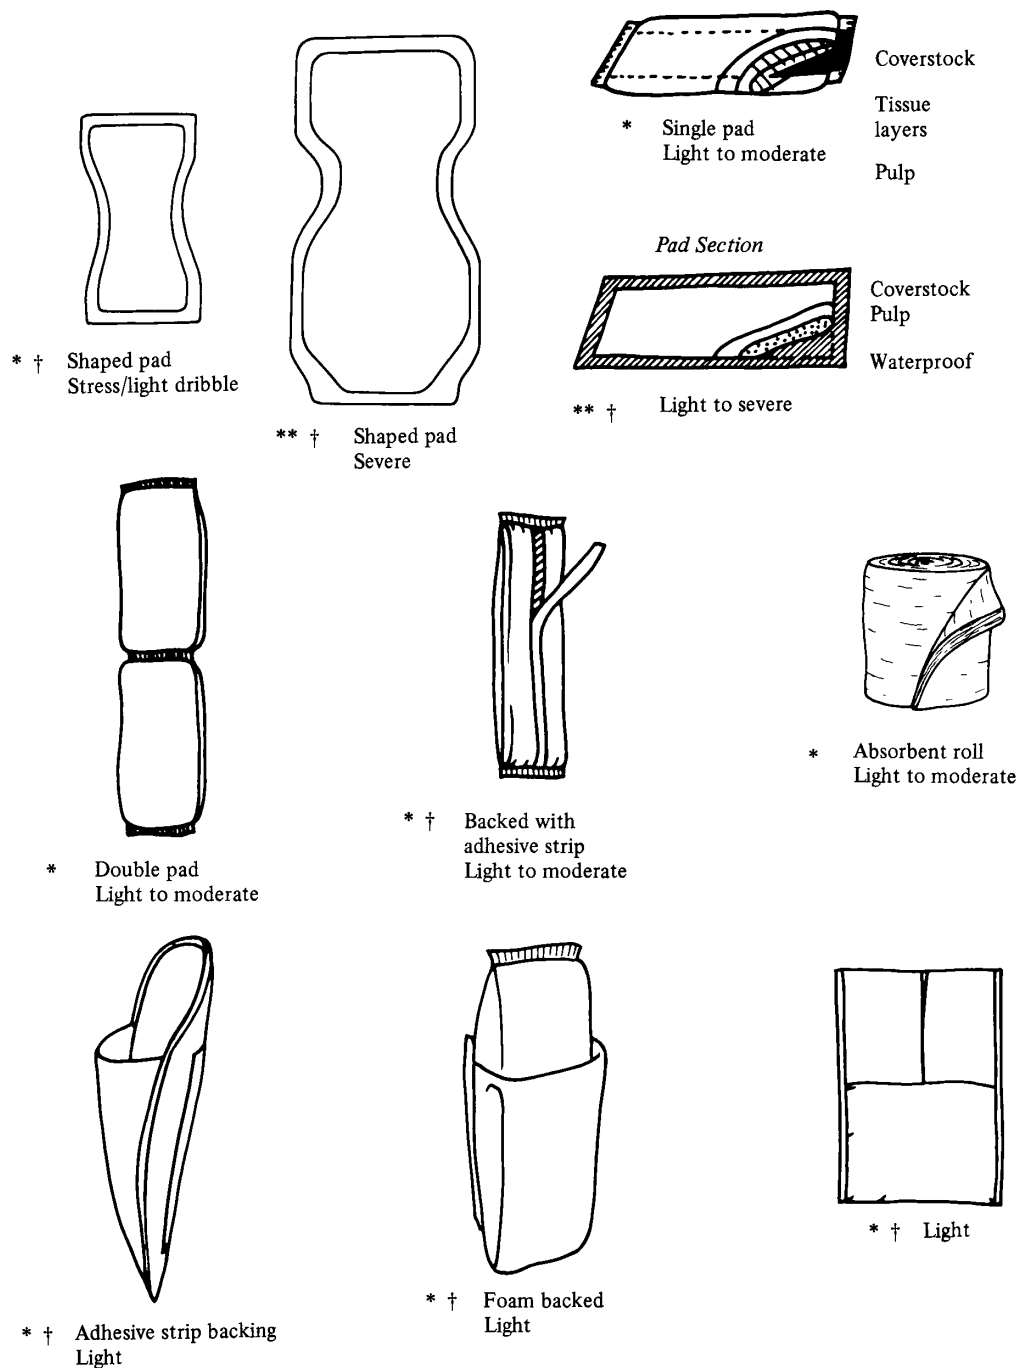 Coverstock
Tissue
layers
Pulp
* Single pad
Light to moderate
Pad Section
Coverstock
Pulp
Waterproof
** † Light to severe
* † Shaped pad
Stress/light dribble
** † Shaped pad
Severe
* Double pad
Light to moderate
* † Backed with
adhesive strip
Light to moderate
* Absorbent roll
Light to moderate
* † Adhesive strip backing
Light
* † Foam backed
Light
* † Light